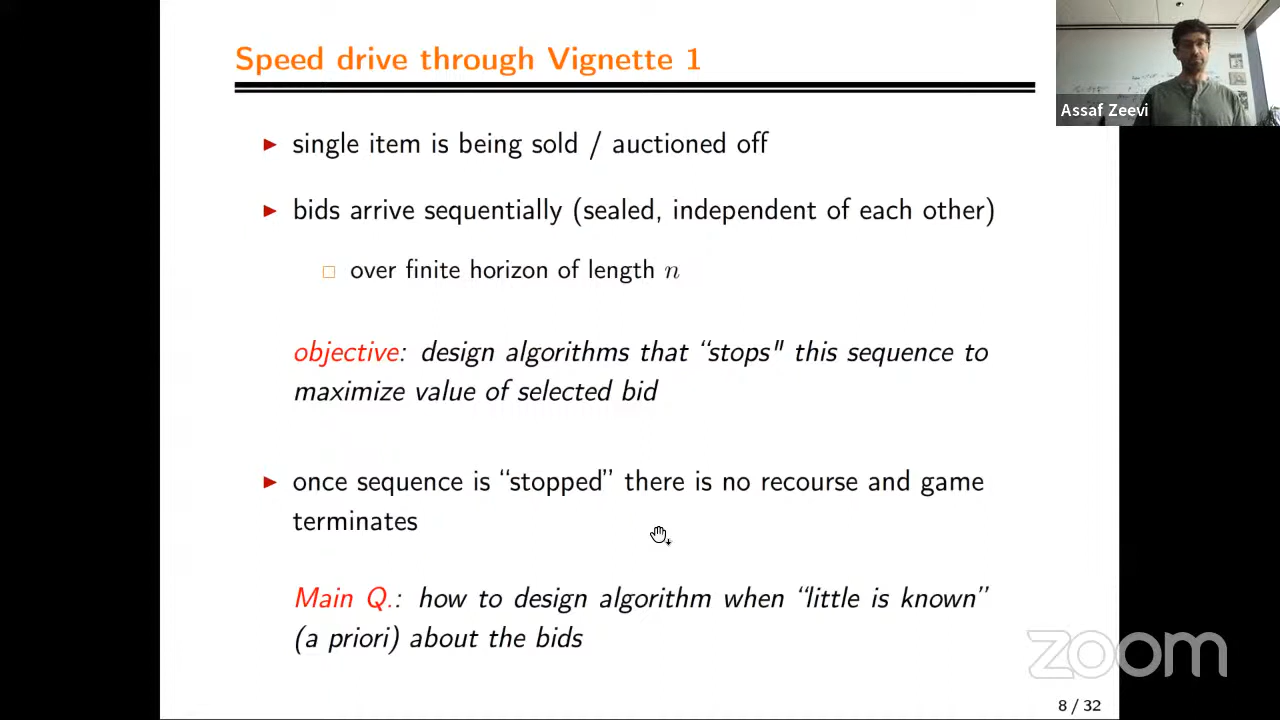 Speed drive through Vignette 1
single item is being sold / auctioned off
bids arrive sequentially (sealed, independent of each other)
over finite horizon of length n
objective: design algorithms that “stops" this sequence to
maximize value of selected bid
once sequence is “stopped” there is no recourse and game
terminates
Main Q.: how to design algorithm when “little is known”
(a priori) about the bids
8 / 32
Assaf Zeevi
zoom